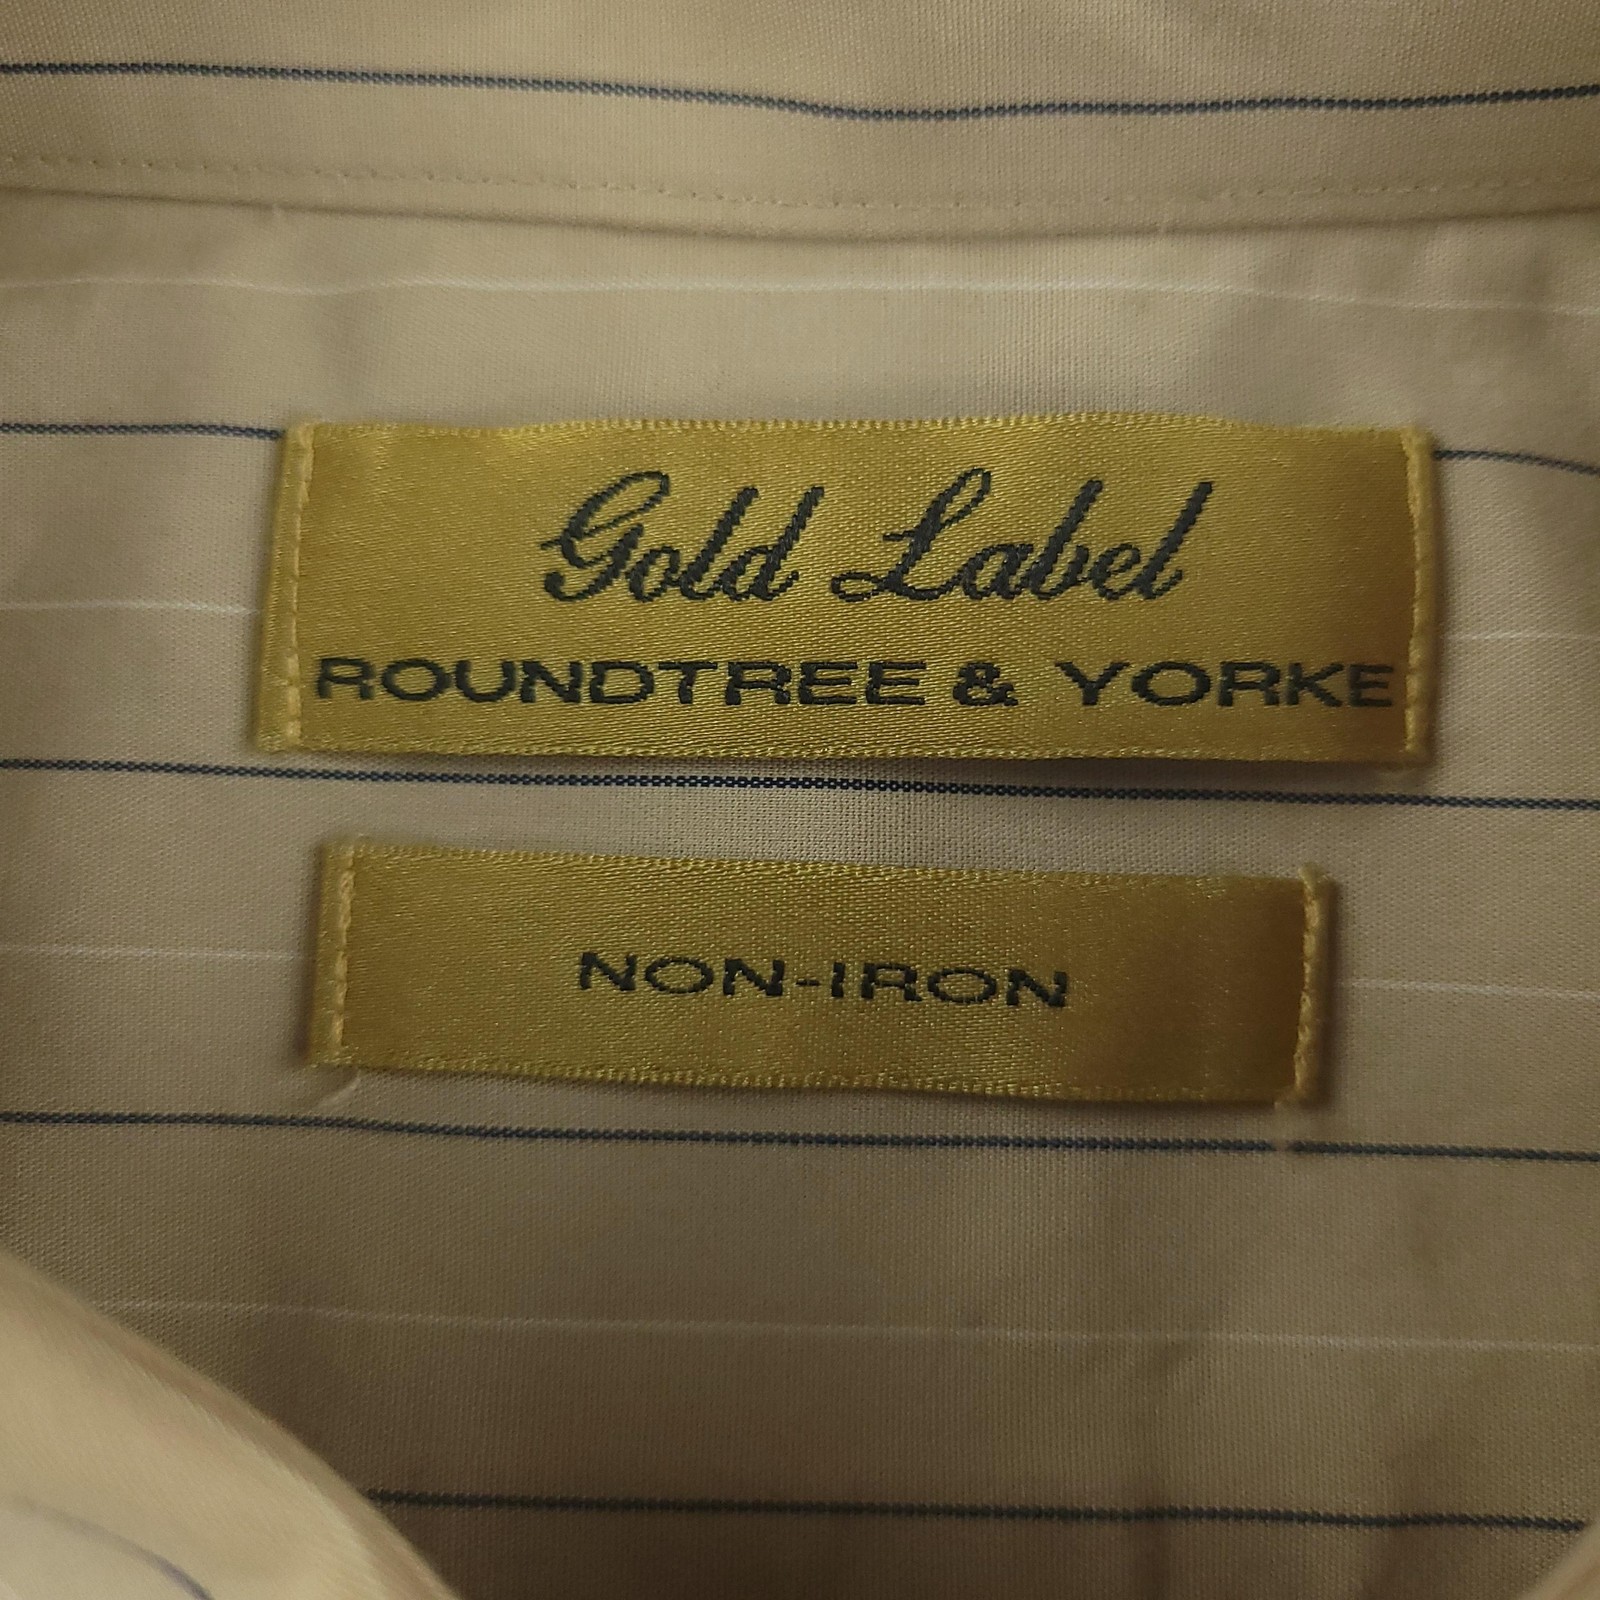 Gold Label
ROUNDTREE & YORKE
NON-IRON